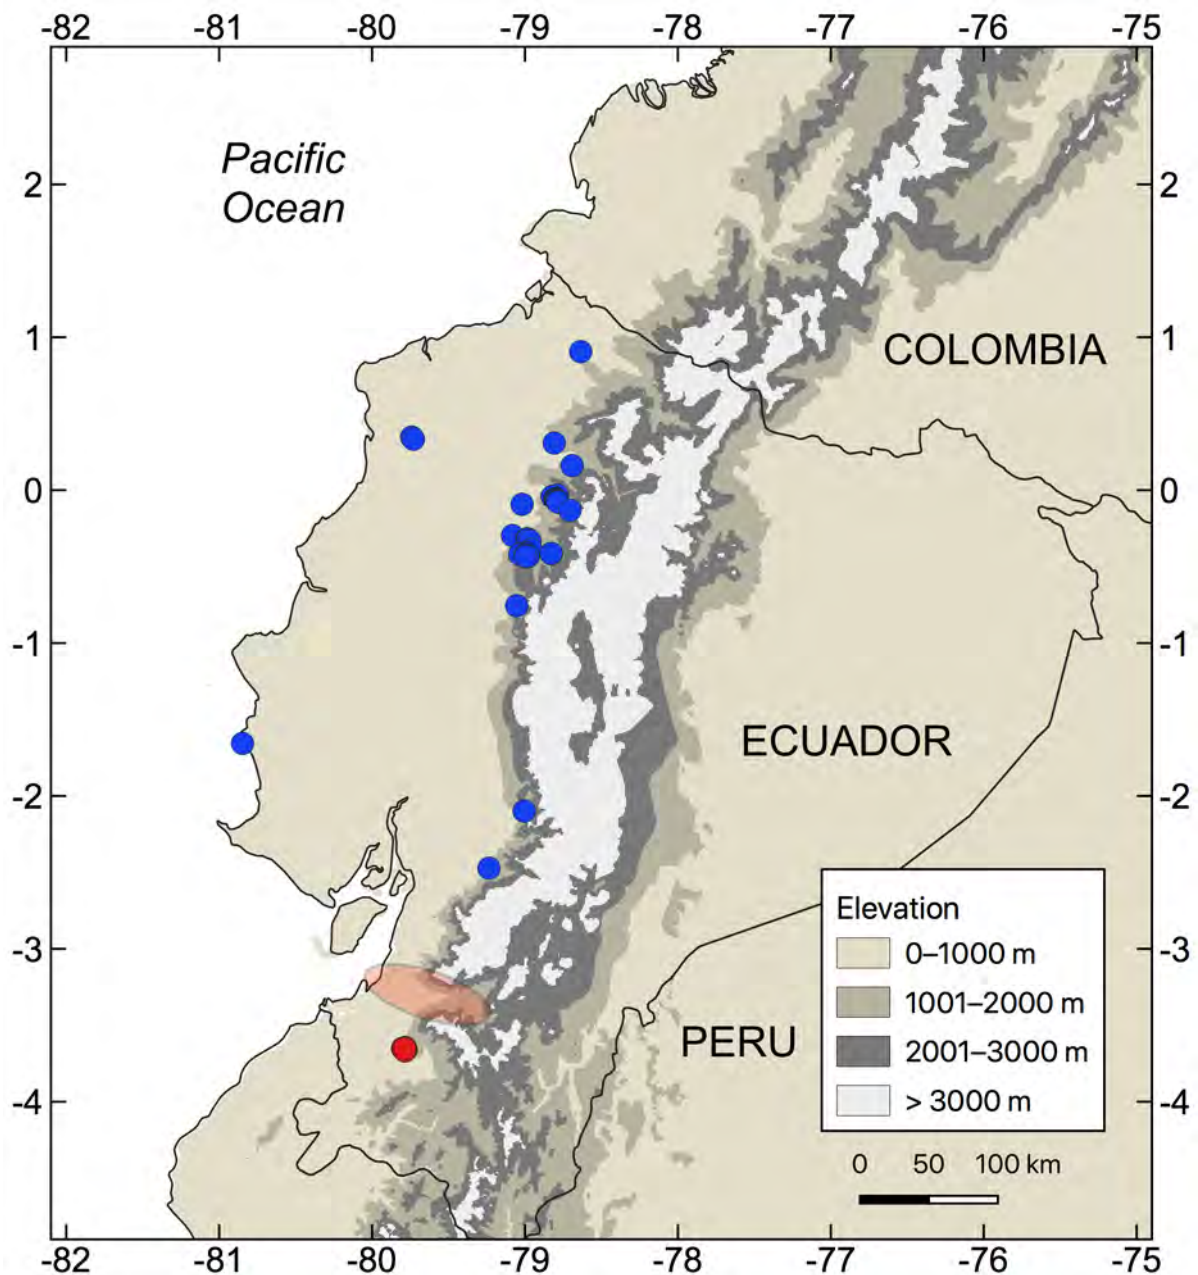 -82 -81 -80 -79 -78 -77 -76 -75
Pacific
Ocean
2 2
1 1
COLOMBIA
0 0
-1 -1
ECUADOR
-2 -2
Elevation
0–1000 m
-3 -3
1001–2000 m
PERU
2001–3000 m
> 3000 m
-4 -4
0 50 100 km
-82 -81 -80 -79 -78 -77 -76 -75